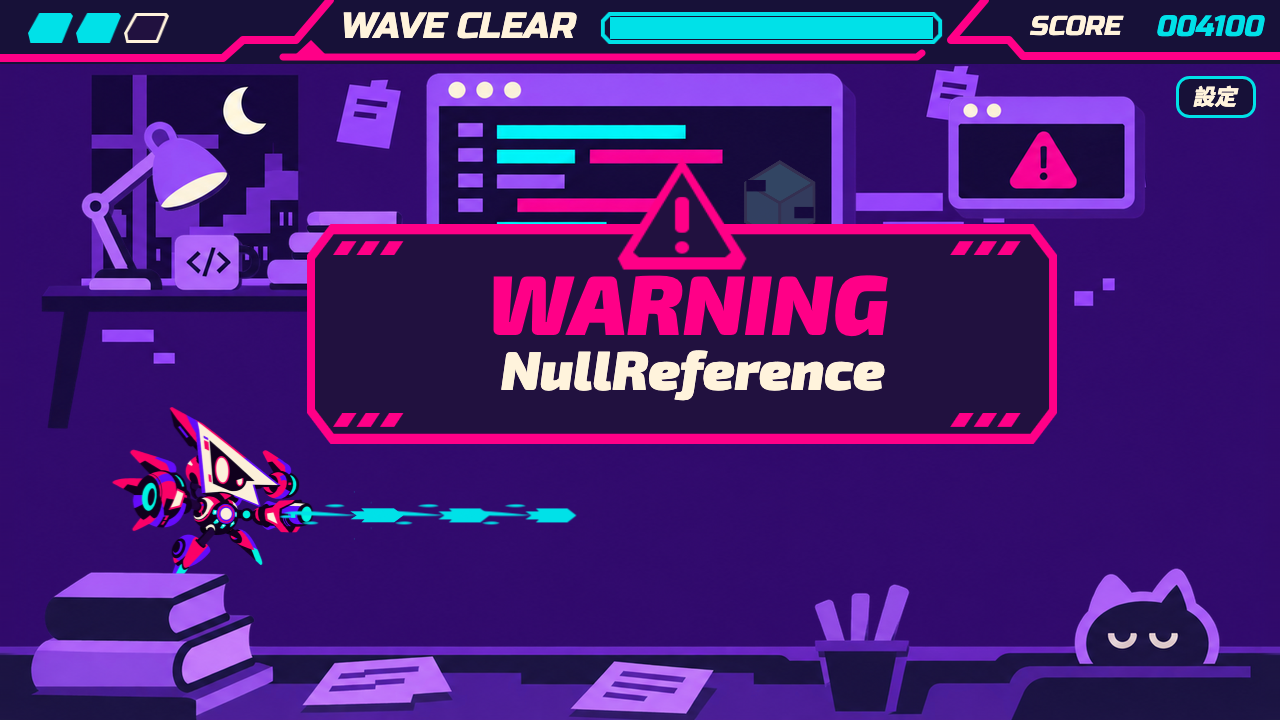 WAVE CLEAR
SCORE 004100
設定
</>
WARNING
NullReference